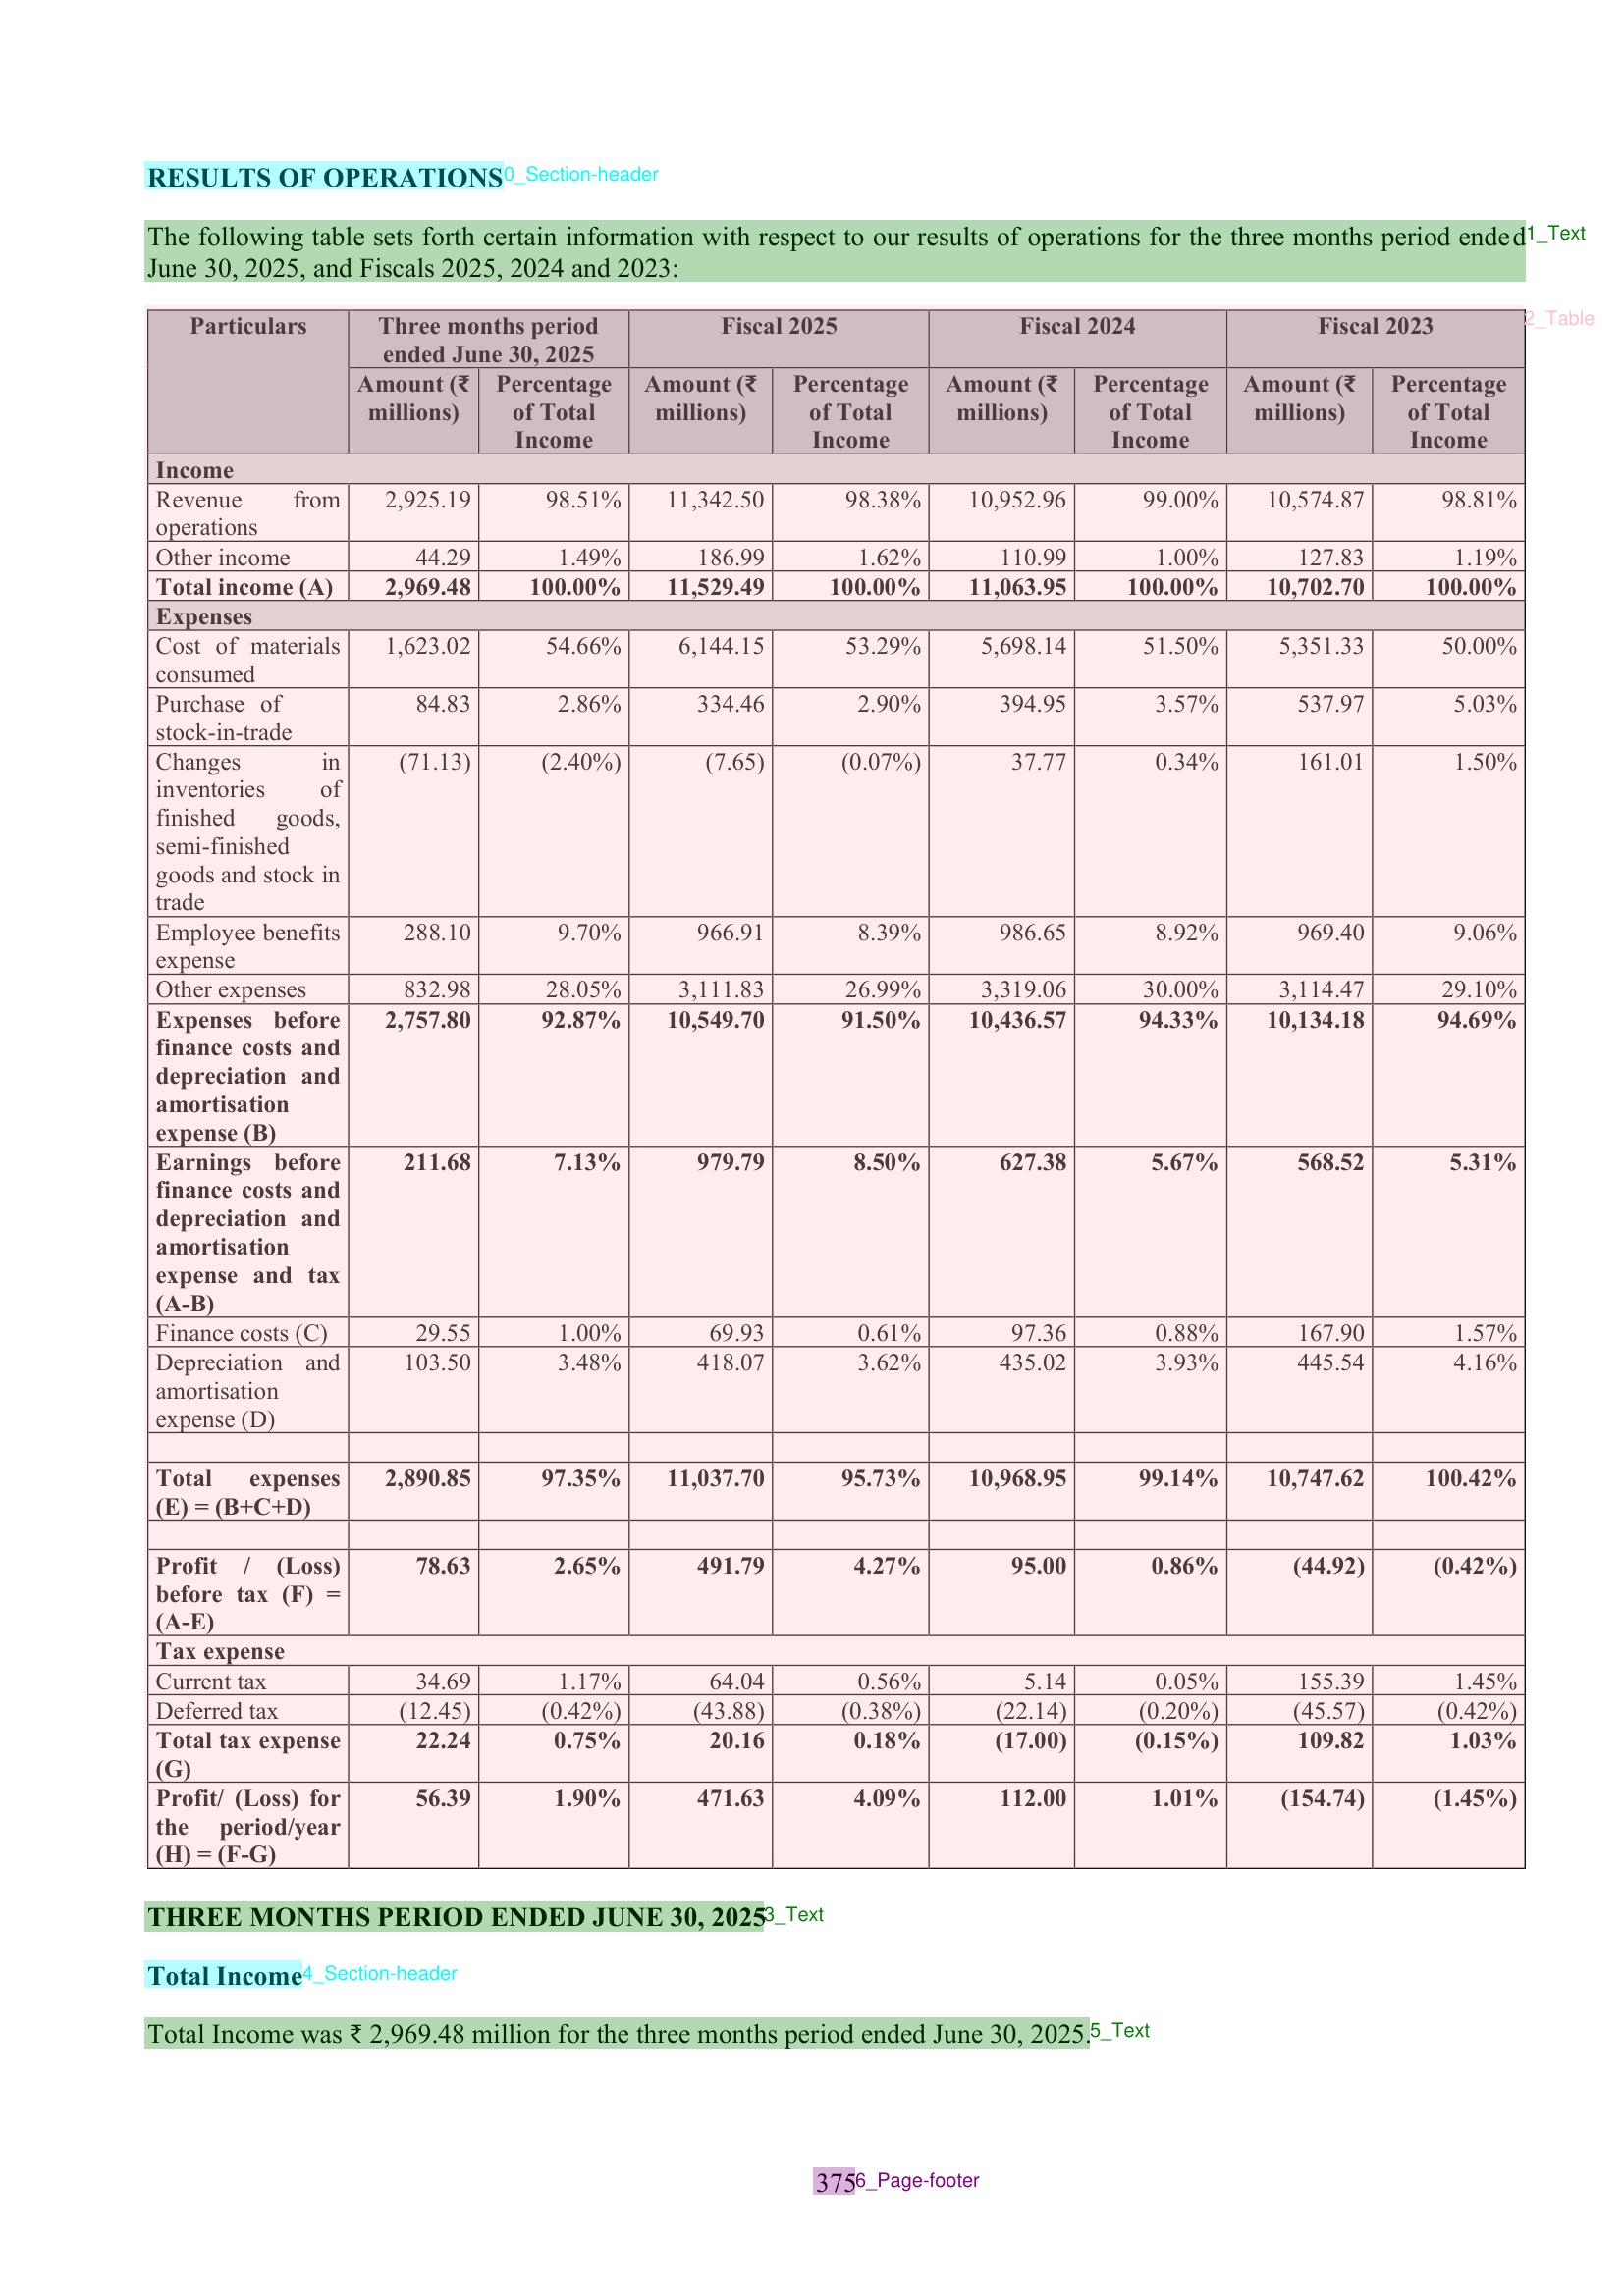 RESULTS OF OPERATIONS0_Section-header
The following table sets forth certain information with respect to our results of operations for the three months period ended1_Text
June 30, 2025, and Fiscals 2025, 2024 and 2023:
2_Table
Particulars Three months period ended June 30, 2025 Fiscal 2025 Fiscal 2024 Fiscal 2023
Amount (₹ millions) Percentage of Total Income Amount (₹ millions) Percentage of Total Income Amount (₹ millions) Percentage of Total Income Amount (₹ millions) Percentage of Total Income
Income
Revenue from operations 2,925.19 98.51% 11,342.50 98.38% 10,952.96 99.00% 10,574.87 98.81%
Other income 44.29 1.49% 186.99 1.62% 110.99 1.00% 127.83 1.19%
Total income (A) 2,969.48 100.00% 11,529.49 100.00% 11,063.95 100.00% 10,702.70 100.00%
Expenses
Cost of materials consumed 1,623.02 54.66% 6,144.15 53.29% 5,698.14 51.50% 5,351.33 50.00%
Purchase of stock-in-trade 84.83 2.86% 334.46 2.90% 394.95 3.57% 537.97 5.03%
Changes in inventories of finished goods, semi-finished goods and stock in trade (71.13) (2.40%) (7.65) (0.07%) 37.77 0.34% 161.01 1.50%
Employee benefits expense 288.10 9.70% 966.91 8.39% 986.65 8.92% 969.40 9.06%
Other expenses 832.98 28.05% 3,111.83 26.99% 3,319.06 30.00% 3,114.47 29.10%
Expenses before finance costs and depreciation and amortisation expense (B) 2,757.80 92.87% 10,549.70 91.50% 10,436.57 94.33% 10,134.18 94.69%
Earnings before finance costs and depreciation and amortisation expense and tax (A-B) 211.68 7.13% 979.79 8.50% 627.38 5.67% 568.52 5.31%
Finance costs (C) 29.55 1.00% 69.93 0.61% 97.36 0.88% 167.90 1.57%
Depreciation and amortisation expense (D) 103.50 3.48% 418.07 3.62% 435.02 3.93% 445.54 4.16%
Total expenses (E) = (B+C+D) 2,890.85 97.35% 11,037.70 95.73% 10,968.95 99.14% 10,747.62 100.42%
Profit / (Loss) before tax (F) = (A-E) 78.63 2.65% 491.79 4.27% 95.00 0.86% (44.92) (0.42%)
Tax expense
Current tax 34.69 1.17% 64.04 0.56% 5.14 0.05% 155.39 1.45%
Deferred tax (12.45) (0.42%) (43.88) (0.38%) (22.14) (0.20%) (45.57) (0.42%)
Total tax expense (G) 22.24 0.75% 20.16 0.18% (17.00) (0.15%) 109.82 1.03%
Profit/ (Loss) for the period/year (H) = (F-G) 56.39 1.90% 471.63 4.09% 112.00 1.01% (154.74) (1.45%)
THREE MONTHS PERIOD ENDED JUNE 30, 20253_Text
Total Income4_Section-header
Total Income was ₹ 2,969.48 million for the three months period ended June 30, 2025.5_Text
3756_Page-footer